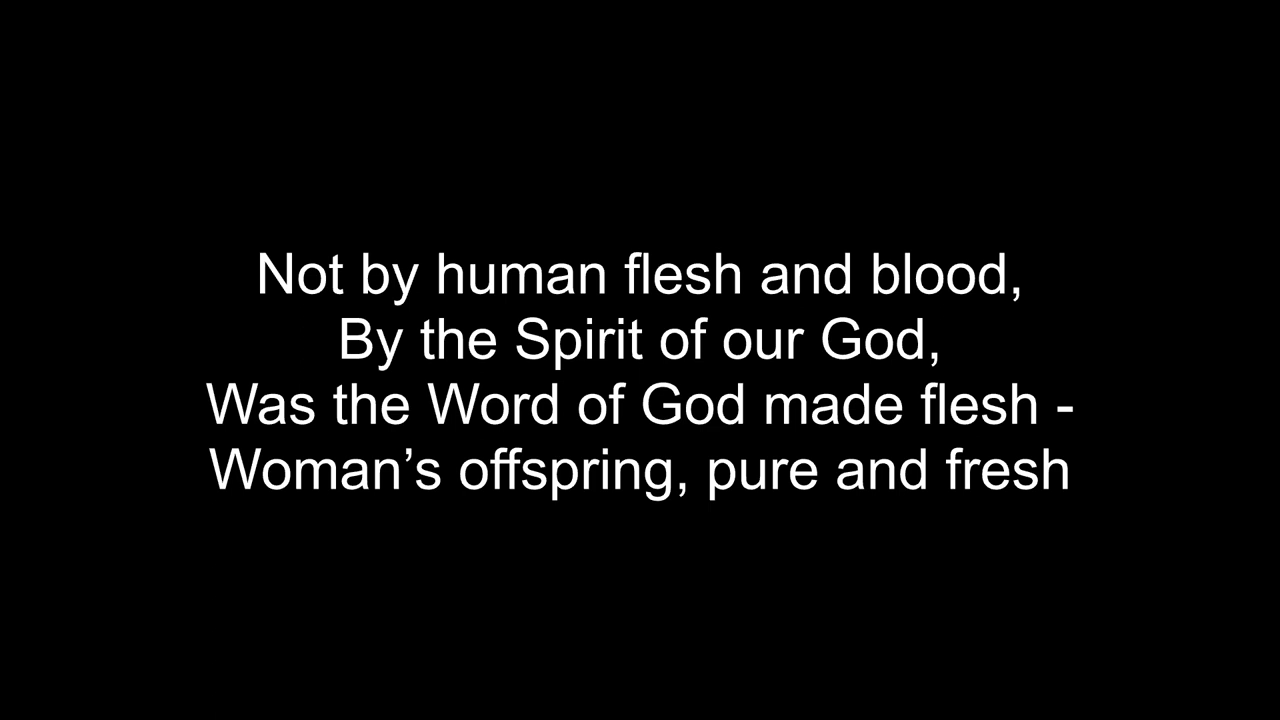 Not by human flesh and blood,
By the Spirit of our God,
Was the Word of God made flesh -
Woman’s offspring, pure and fresh